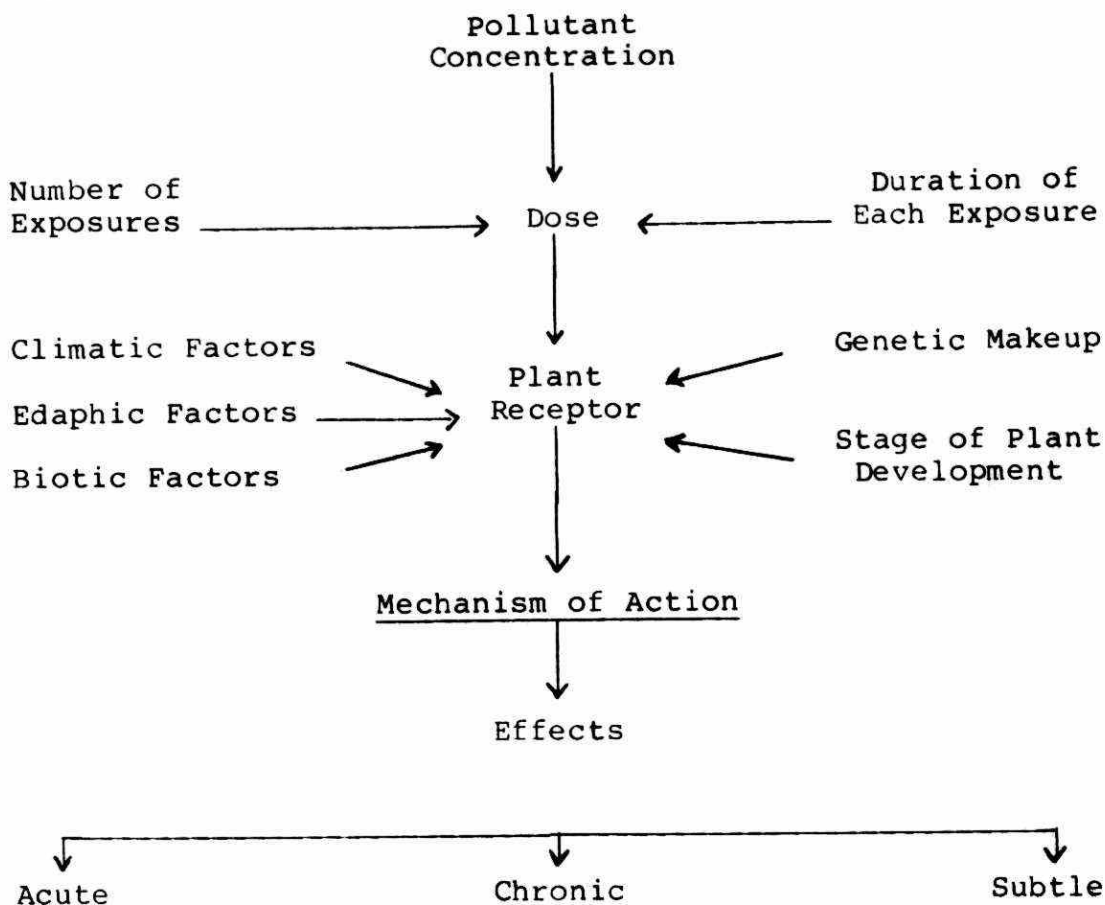 Pollutant
Concentration
Number of
Exposures
Dose
Duration of
Each Exposure
Climatic Factors
Edaphic Factors
Biotic Factors
Plant
Receptor
Genetic Makeup
Stage of Plant
Development
Mechanism of Action
Effects
Acute
Chronic
Subtle